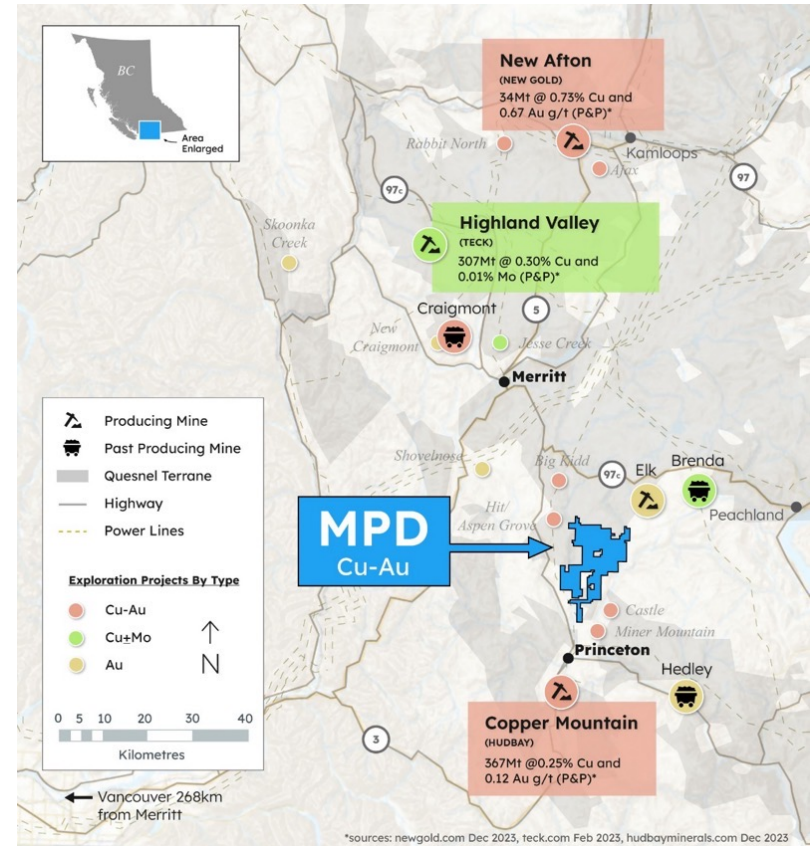 BC
Area
Enlarged
New Afton
(NEW GOLD)
34Mt @ 0.73% Cu and
0.67 Au g/t (P&P)*
Rabbit North
Kamloops
Ajax
97
97c
Highland Valley
(TECK)
307Mt @ 0.30% Cu and
0.01% Mo (P&P)*
Skoonka
Creek
Craigmont
5
New
Craigmont
Jesse Creek
Merritt
Producing Mine
Past Producing Mine
Quesnel Terrane
Highway
Power Lines
Exploration Projects By Type
Cu-Au
Cu±Mo
Au
N
0 5 10 20 30 40
Kilometres
Shovelnose
Big Kidd
97c
Elk
Brenda
Peachland
Hit/
Aspen Grove
MPD
Cu-Au
Castle
Miner Mountain
Princeton
Hedley
Copper Mountain
(HUDBAY)
367Mt @0.25% Cu and
0.12 Au g/t (P&P)*
3
Vancouver 268km
from Merritt
*sources: newgold.com Dec 2023, teck.com Feb 2023, hudbayminerals.com Dec 2023